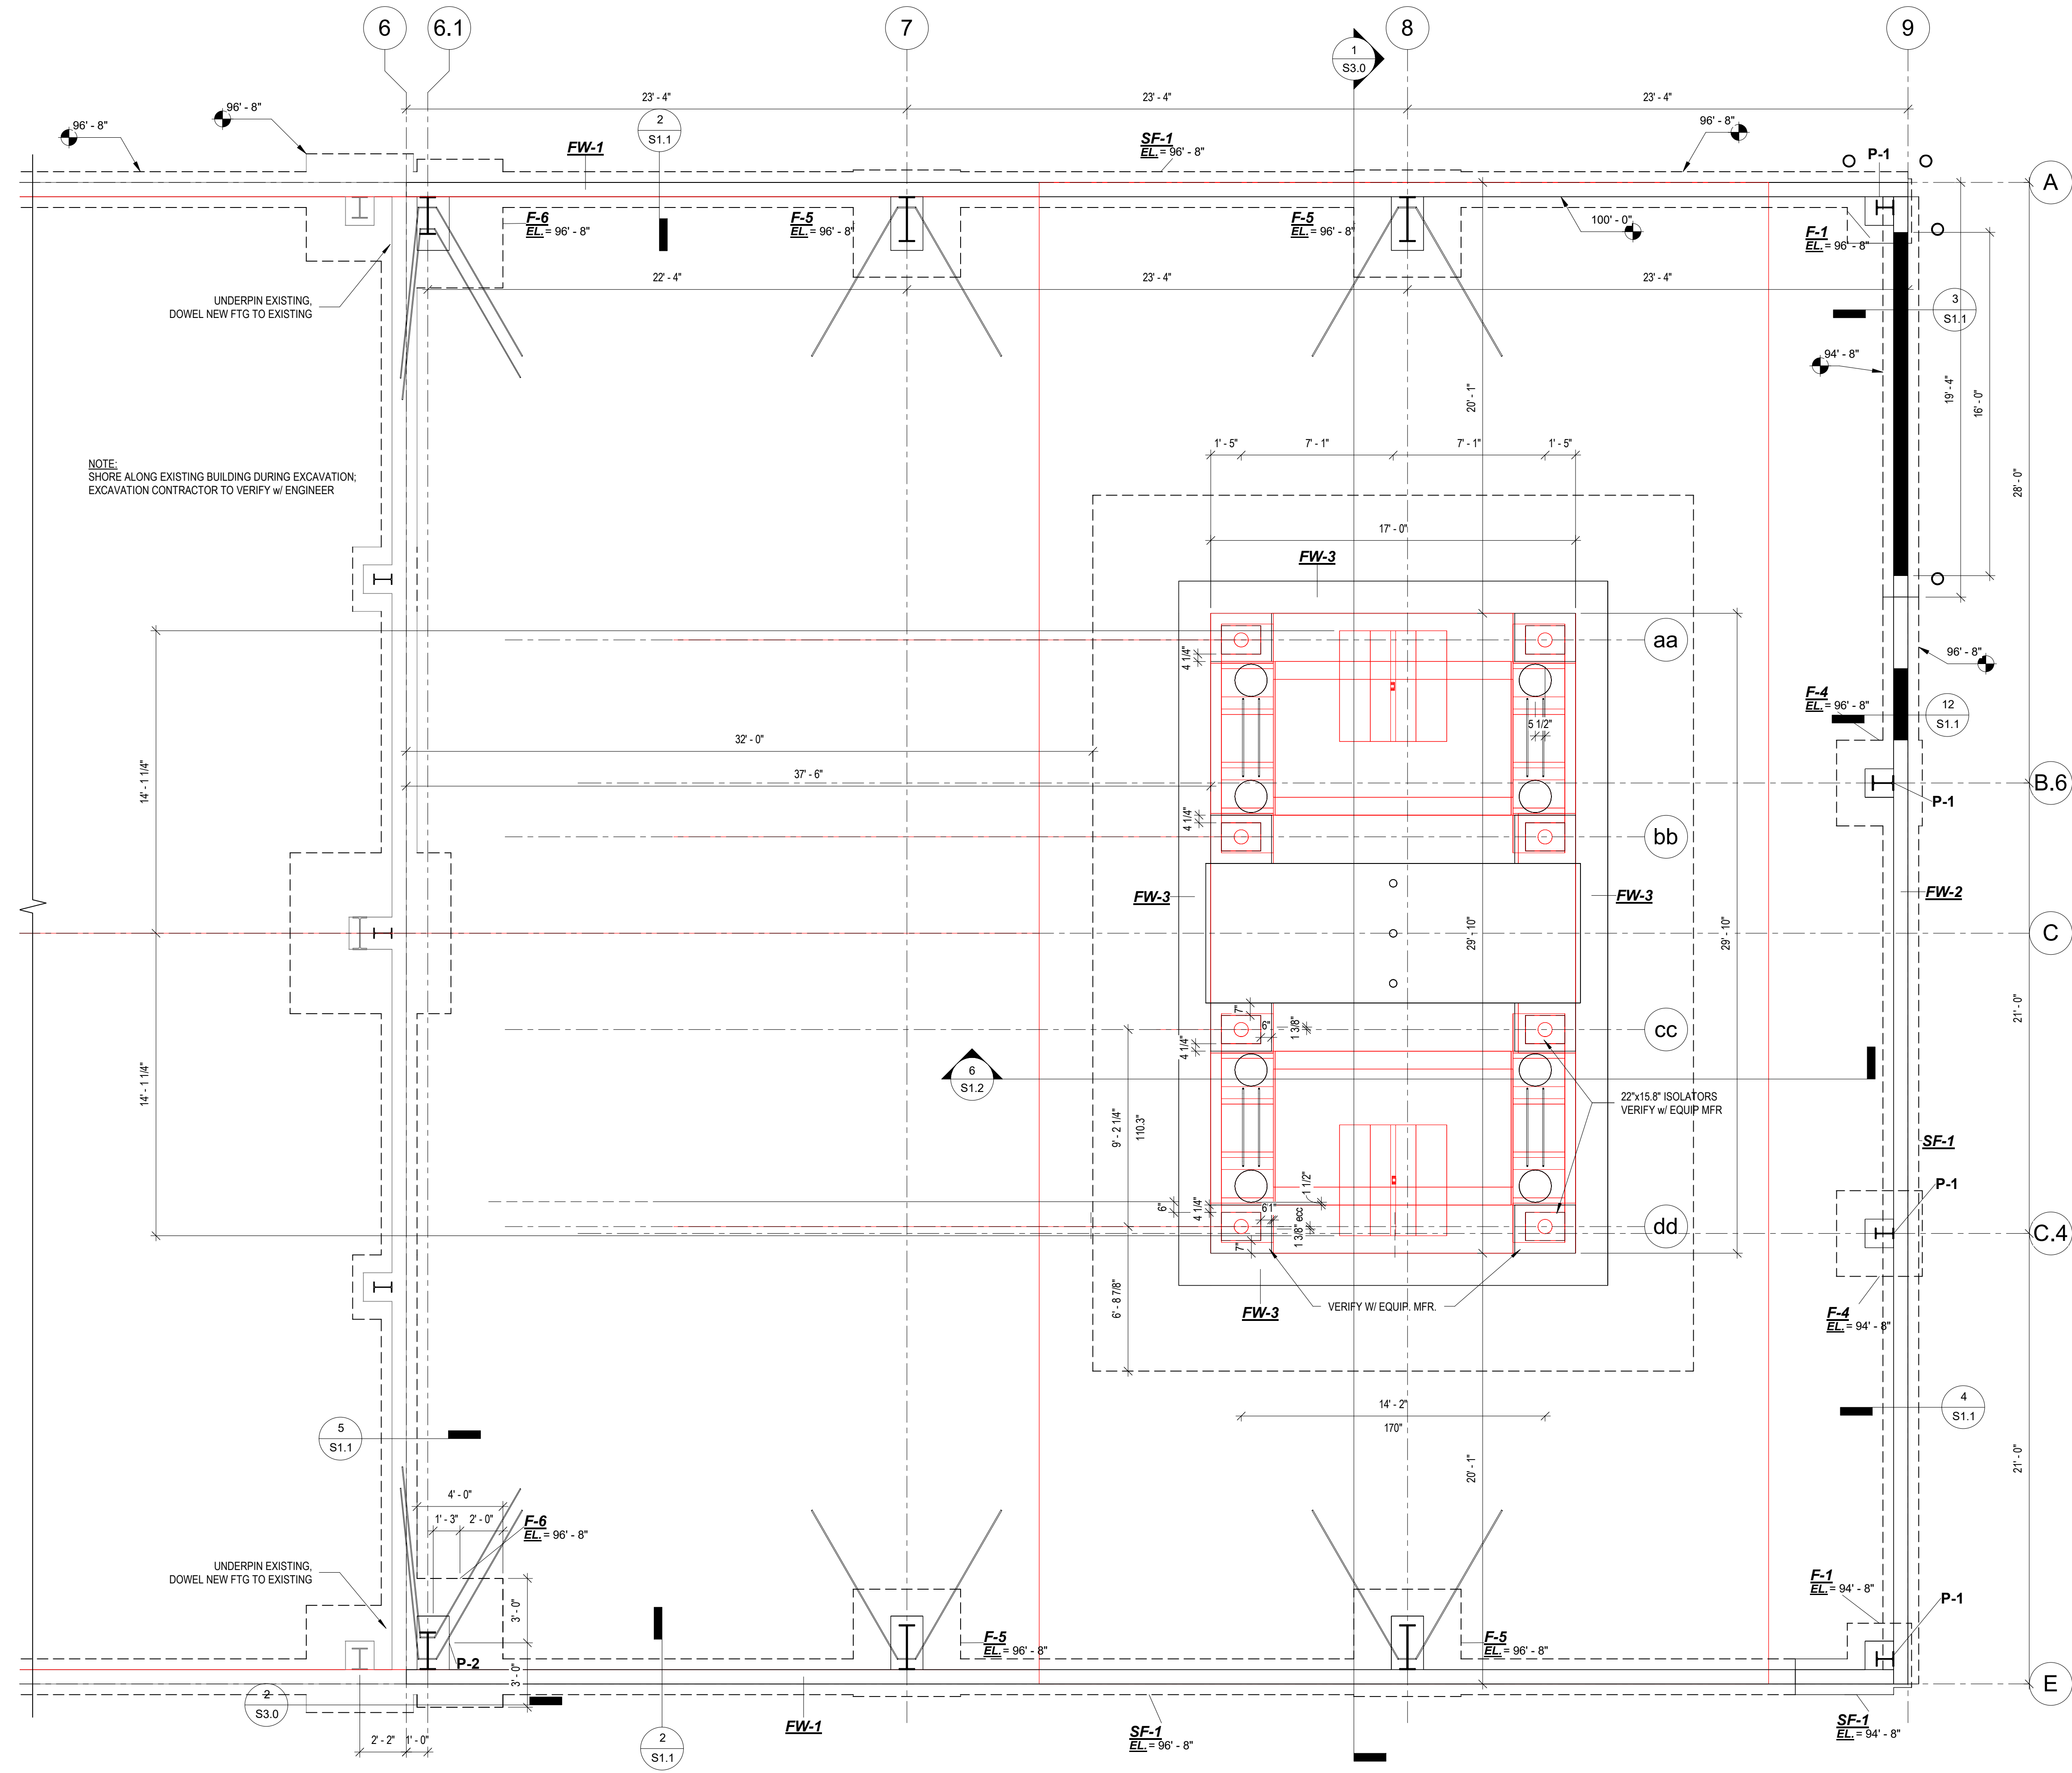 6
6.1
7
8
9
1
S3.0
23' - 4"
23' - 4"
23' - 4"
96' - 8"
96' - 8"
2
S1.1
FW-1
SF-1
EL. = 96' - 8"
96' - 8"
P-1
A
F-6
EL. = 96' - 8"
F-5
EL. = 96' - 8"
F-5
EL. = 96' - 8"
100' - 0"
F-1
EL. = 96' - 8"
22' - 4"
23' - 4"
23' - 4"
UNDERPIN EXISTING,
DOWEL NEW FTG TO EXISTING
3
S1.1
94' - 8"
20' - 1"
19' - 4"
16' - 0"
28' - 0"
1' - 5"
7' - 1"
7' - 1"
1' - 5"
NOTE:
SHORE ALONG EXISTING BUILDING DURING EXCAVATION;
EXCAVATION CONTRACTOR TO VERIFY w/ ENGINEER
17' - 0"
FW-3
aa
4 1/4"
96' - 8"
F-4
EL. = 96' - 8"
12
S1.1
5 1/2"
32' - 0"
37' - 6"
14' - 1 1/4"
B.6
P-1
4 1/4"
bb
FW-3
FW-3
FW-2
29' - 10"
29' - 10"
C
7"
6"
1 3/8"
cc
4 1/4"
21' - 0"
6
S1.2
14' - 1 1/4"
9' - 2 1/4"
110.3"
22"x15.8" ISOLATORS
VERIFY w/ EQUIP MFR
SF-1
P-1
1 1/2"
6"
4 1/4"
6"
1"
1 3/8" ecc
7"
dd
C.4
6' - 8 7/8"
FW-3
VERIFY W/ EQUIP. MFR.
F-4
EL. = 94' - 8"
14' - 2"
170"
4
S1.1
5
S1.1
20' - 1"
21' - 0"
4' - 0"
1' - 3"
2' - 0"
F-6
EL. = 96' - 8"
UNDERPIN EXISTING,
DOWEL NEW FTG TO EXISTING
F-1
EL. = 94' - 8"
P-1
3' - 0"
F-5
EL. = 96' - 8"
F-5
EL. = 96' - 8"
P-2
3' - 0"
2
S3.0
E
FW-1
SF-1
EL. = 96' - 8"
SF-1
EL. = 94' - 8"
2' - 2"
1' - 0"
2
S1.1